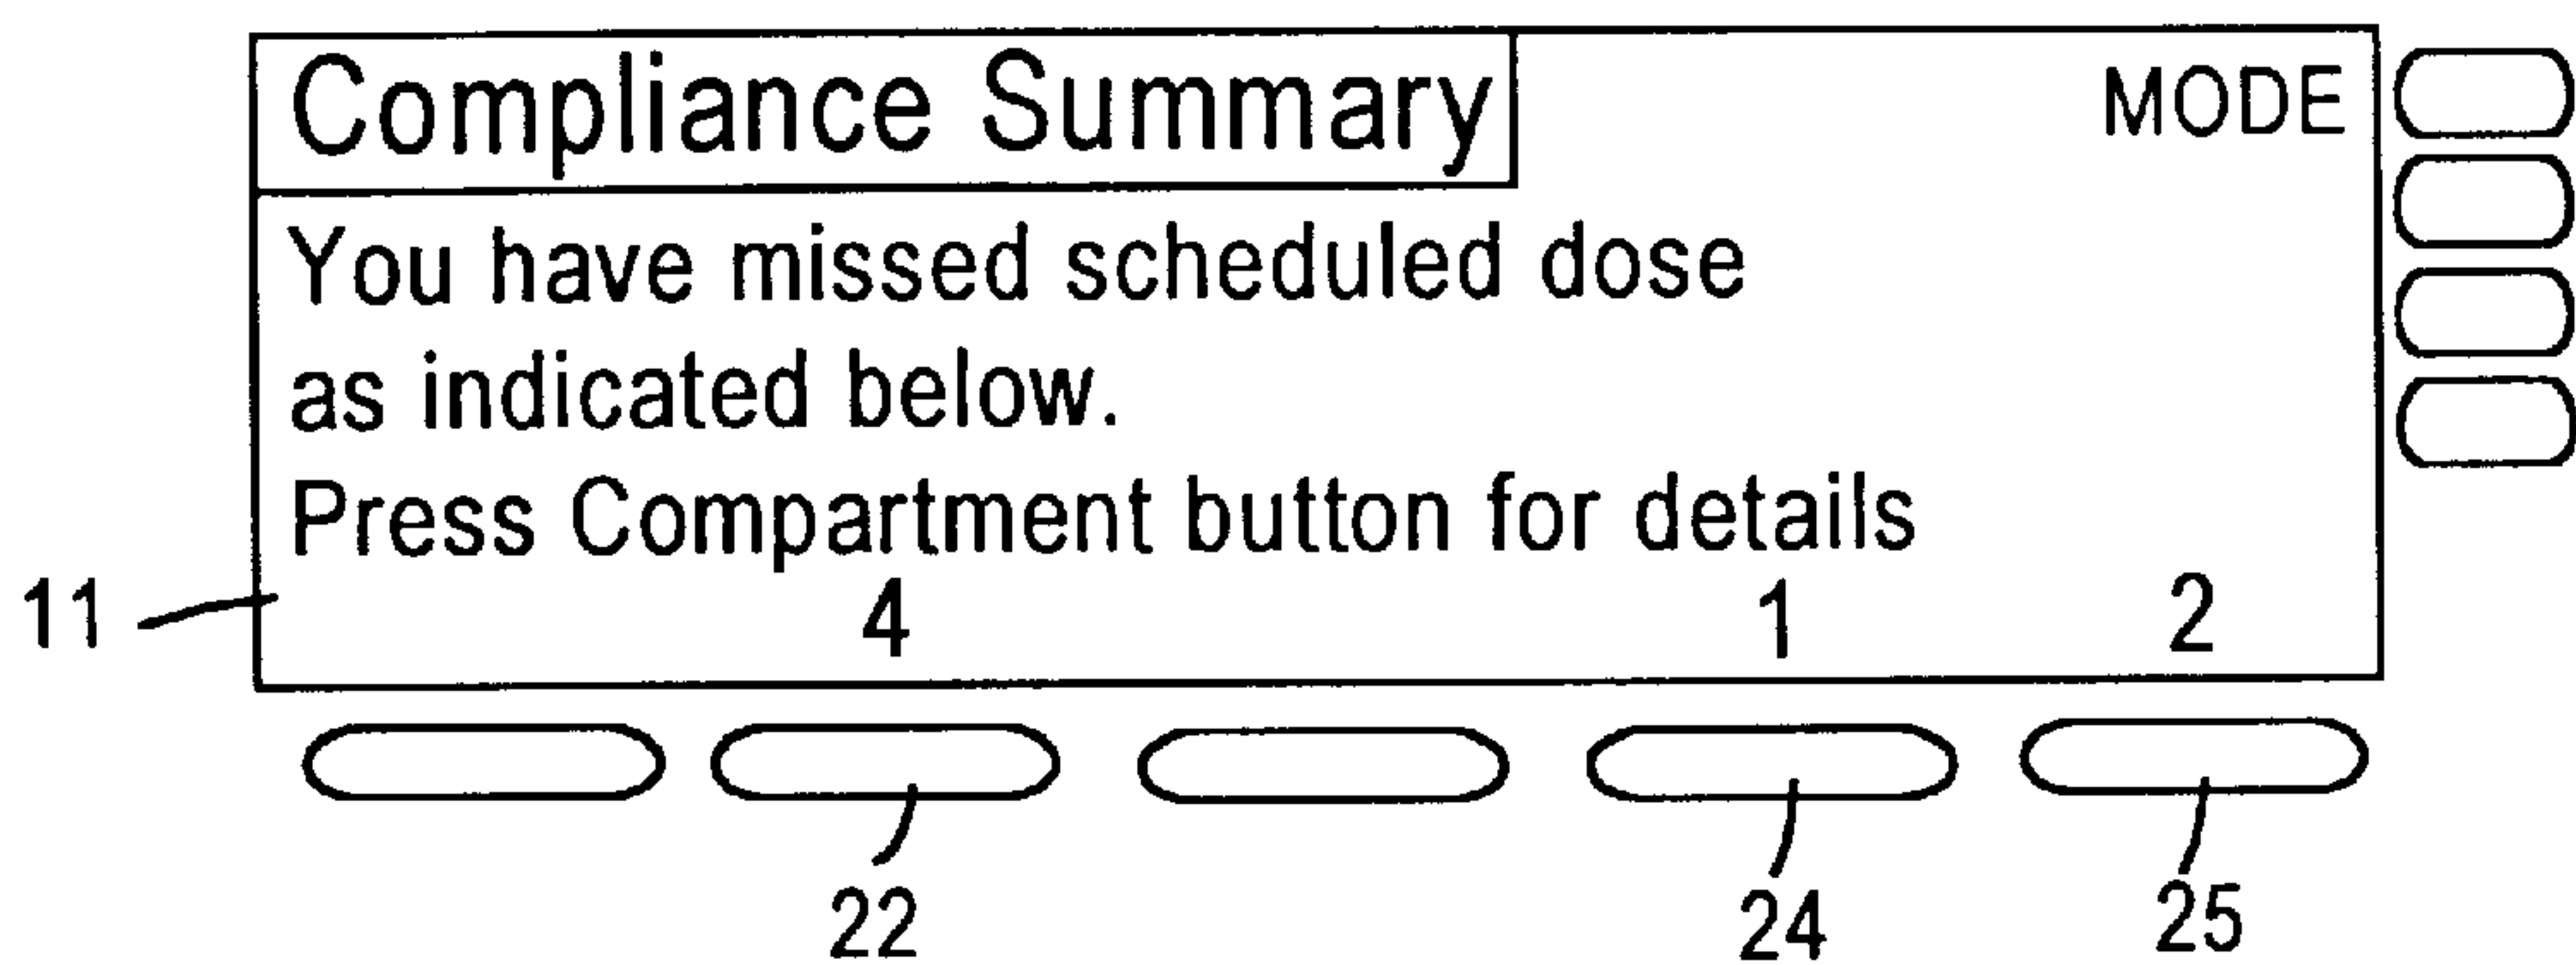 Compliance Summary MODE
You have missed scheduled dose
as indicated below.
Press Compartment button for details
11 4 1 2
22 24 25